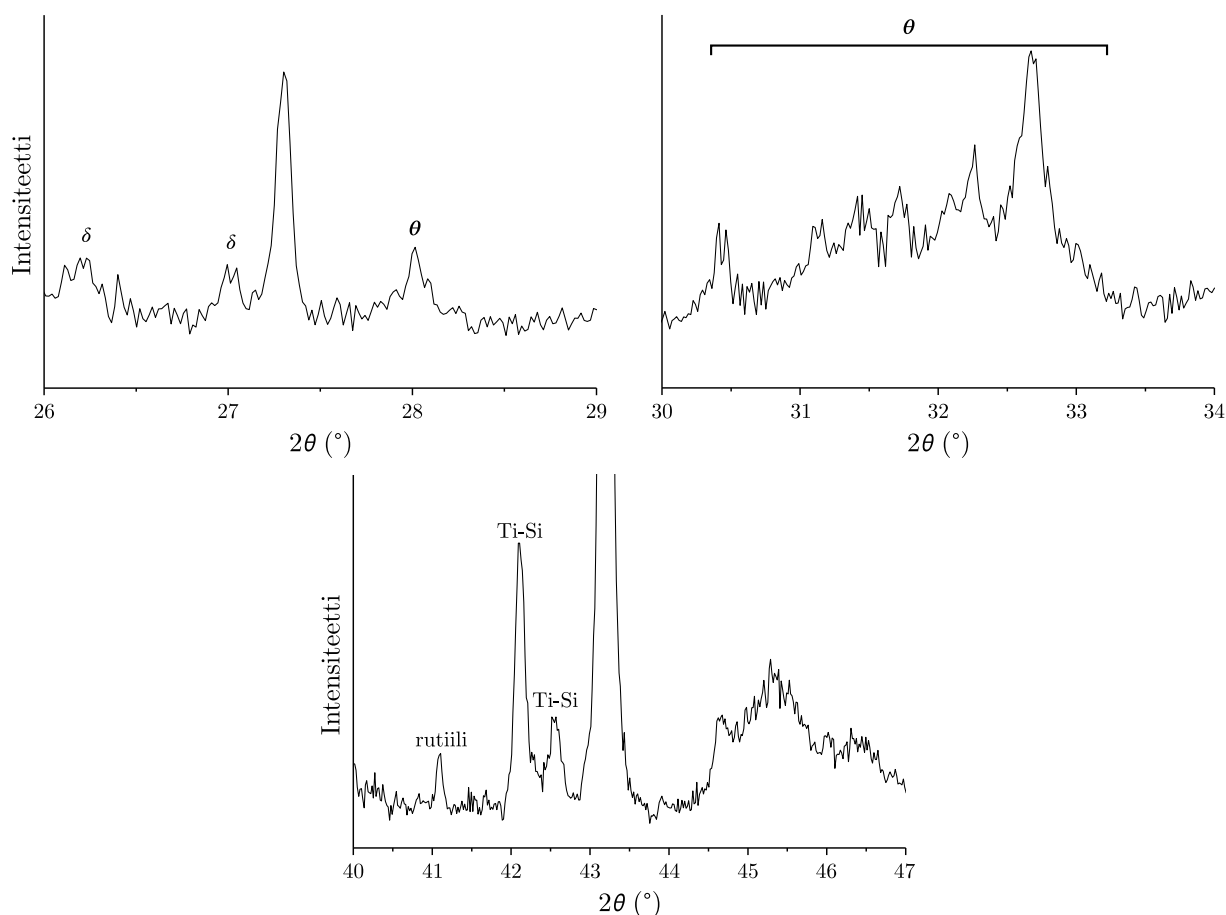 θ
Intensiteetti
δ
δ
θ
26
27
28
29
2θ (°)
30
31
32
33
34
2θ (°)
Intensiteetti
Ti-Si
Ti-Si
rutiili
40
41
42
43
44
45
46
47
2θ (°)